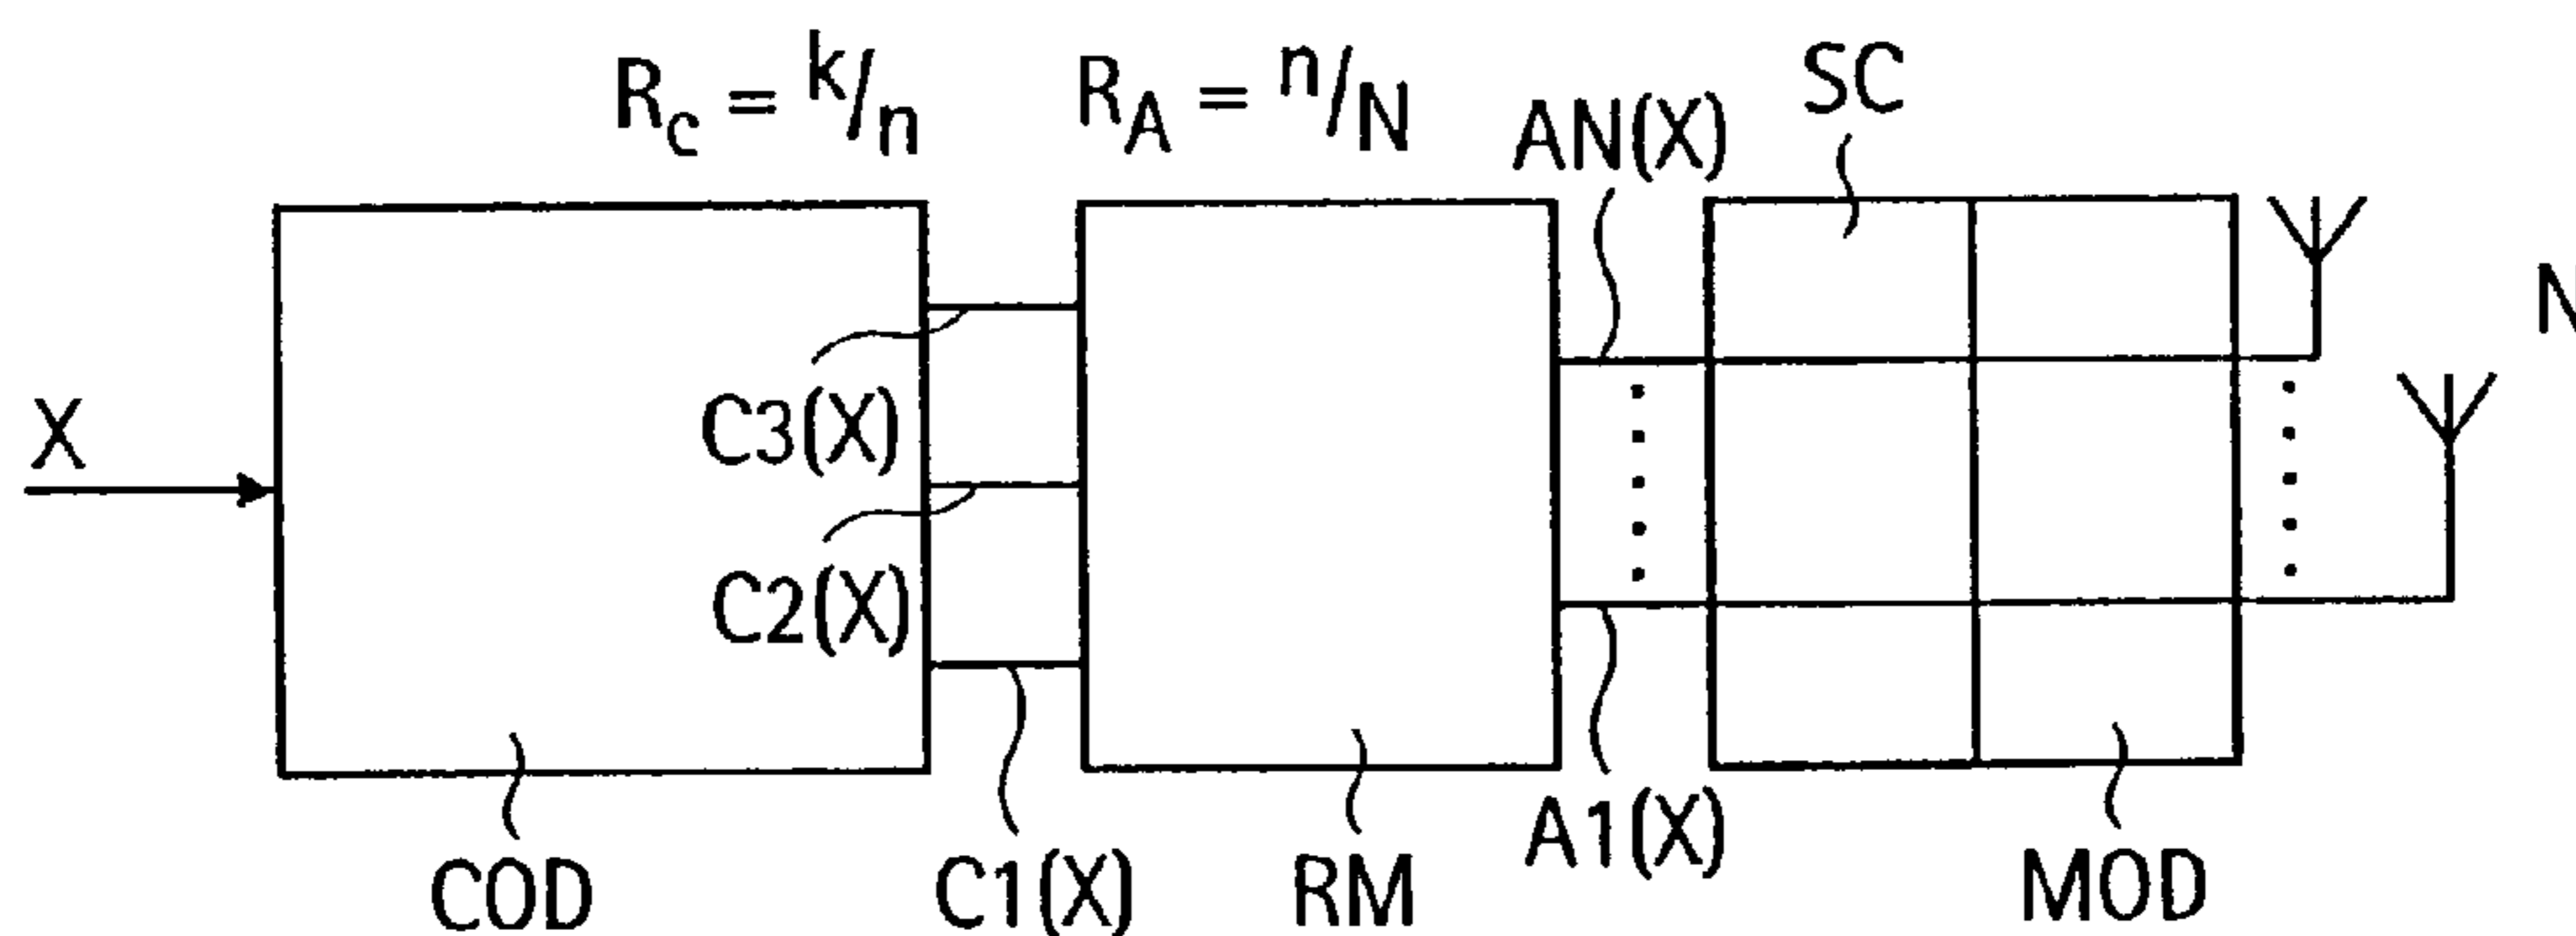 R_c = k/n
R_A = n/N
AN(X)
SC
N
X
C3(X)
C2(X)
COD
C1(X)
RM
A1(X)
MOD